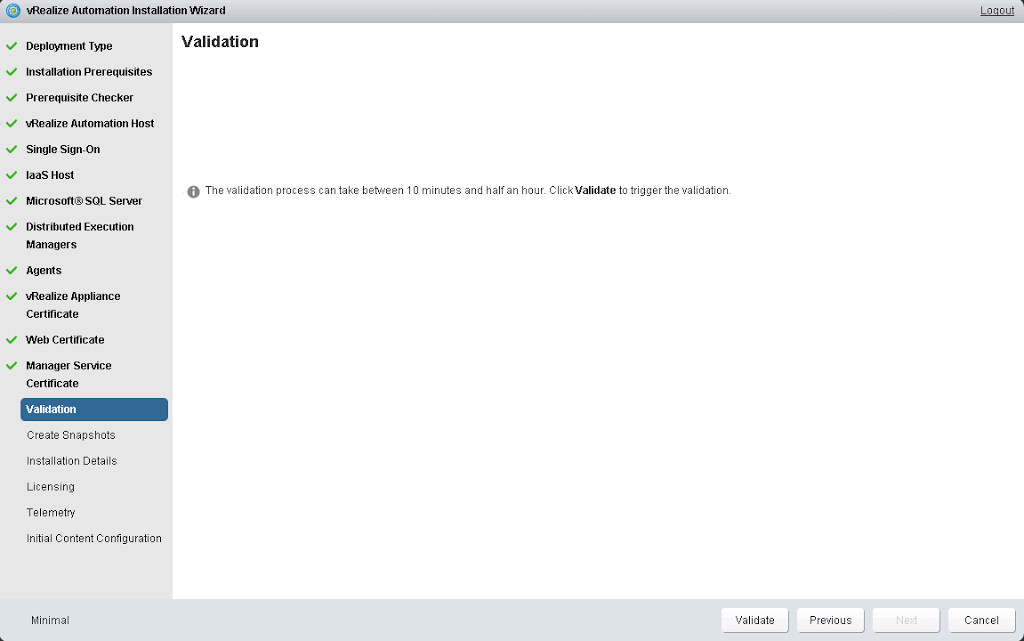 vRealize Automation Installation Wizard
Logout
Deployment Type
Installation Prerequisites
Prerequisite Checker
vRealize Automation Host
Single Sign-On
IaaS Host
Microsoft® SQL Server
Distributed Execution
Managers
Agents
vRealize Appliance
Certificate
Web Certificate
Manager Service
Certificate
Validation
Create Snapshots
Installation Details
Licensing
Telemetry
Initial Content Configuration
Validation
The validation process can take between 10 minutes and half an hour. Click Validate to trigger the validation.
Minimal
Validate
Previous
Next
Cancel